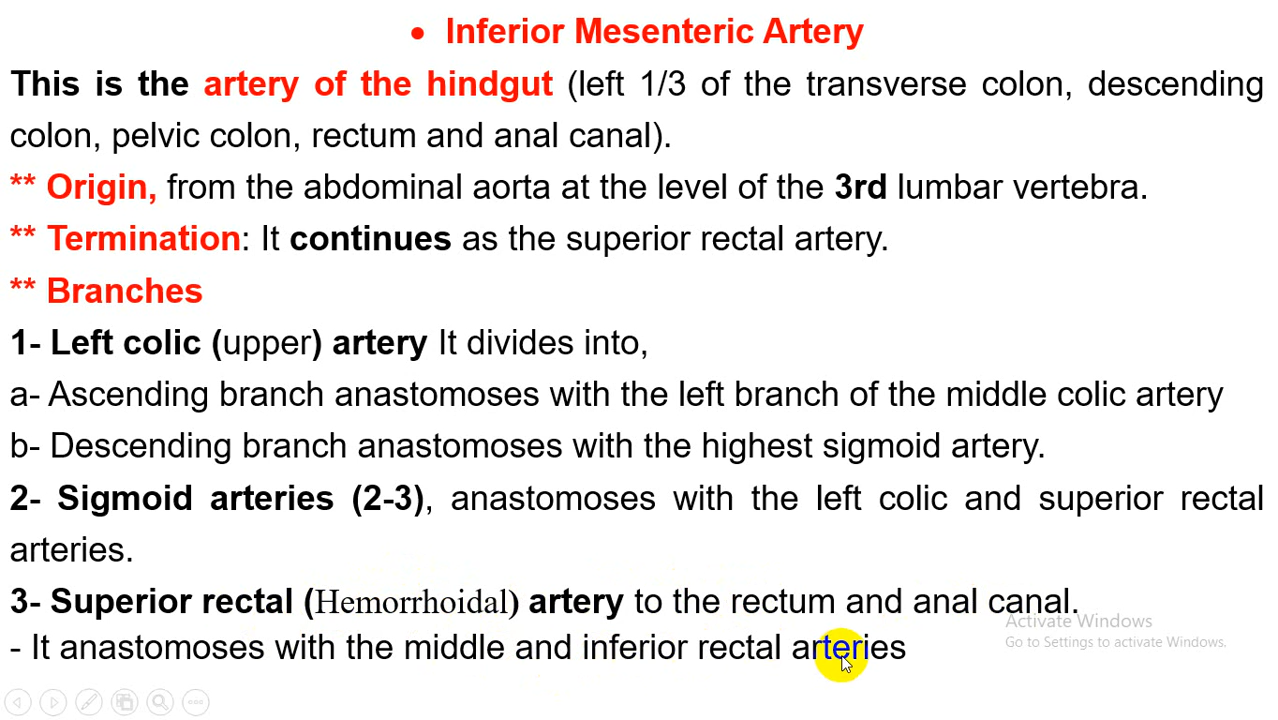 • Inferior Mesenteric Artery
This is the artery of the hindgut (left 1/3 of the transverse colon, descending
colon, pelvic colon, rectum and anal canal).
** Origin, from the abdominal aorta at the level of the 3rd lumbar vertebra.
** Termination: It continues as the superior rectal artery.
** Branches
1- Left colic (upper) artery It divides into,
a- Ascending branch anastomoses with the left branch of the middle colic artery
b- Descending branch anastomoses with the highest sigmoid artery.
2- Sigmoid arteries (2-3), anastomoses with the left colic and superior rectal
arteries.
3- Superior rectal (Hemorrhoidal) artery to the rectum and anal canal.
- It anastomoses with the middle and inferior rectal arteries
Activate Windows
Go to Settings to activate Windows.